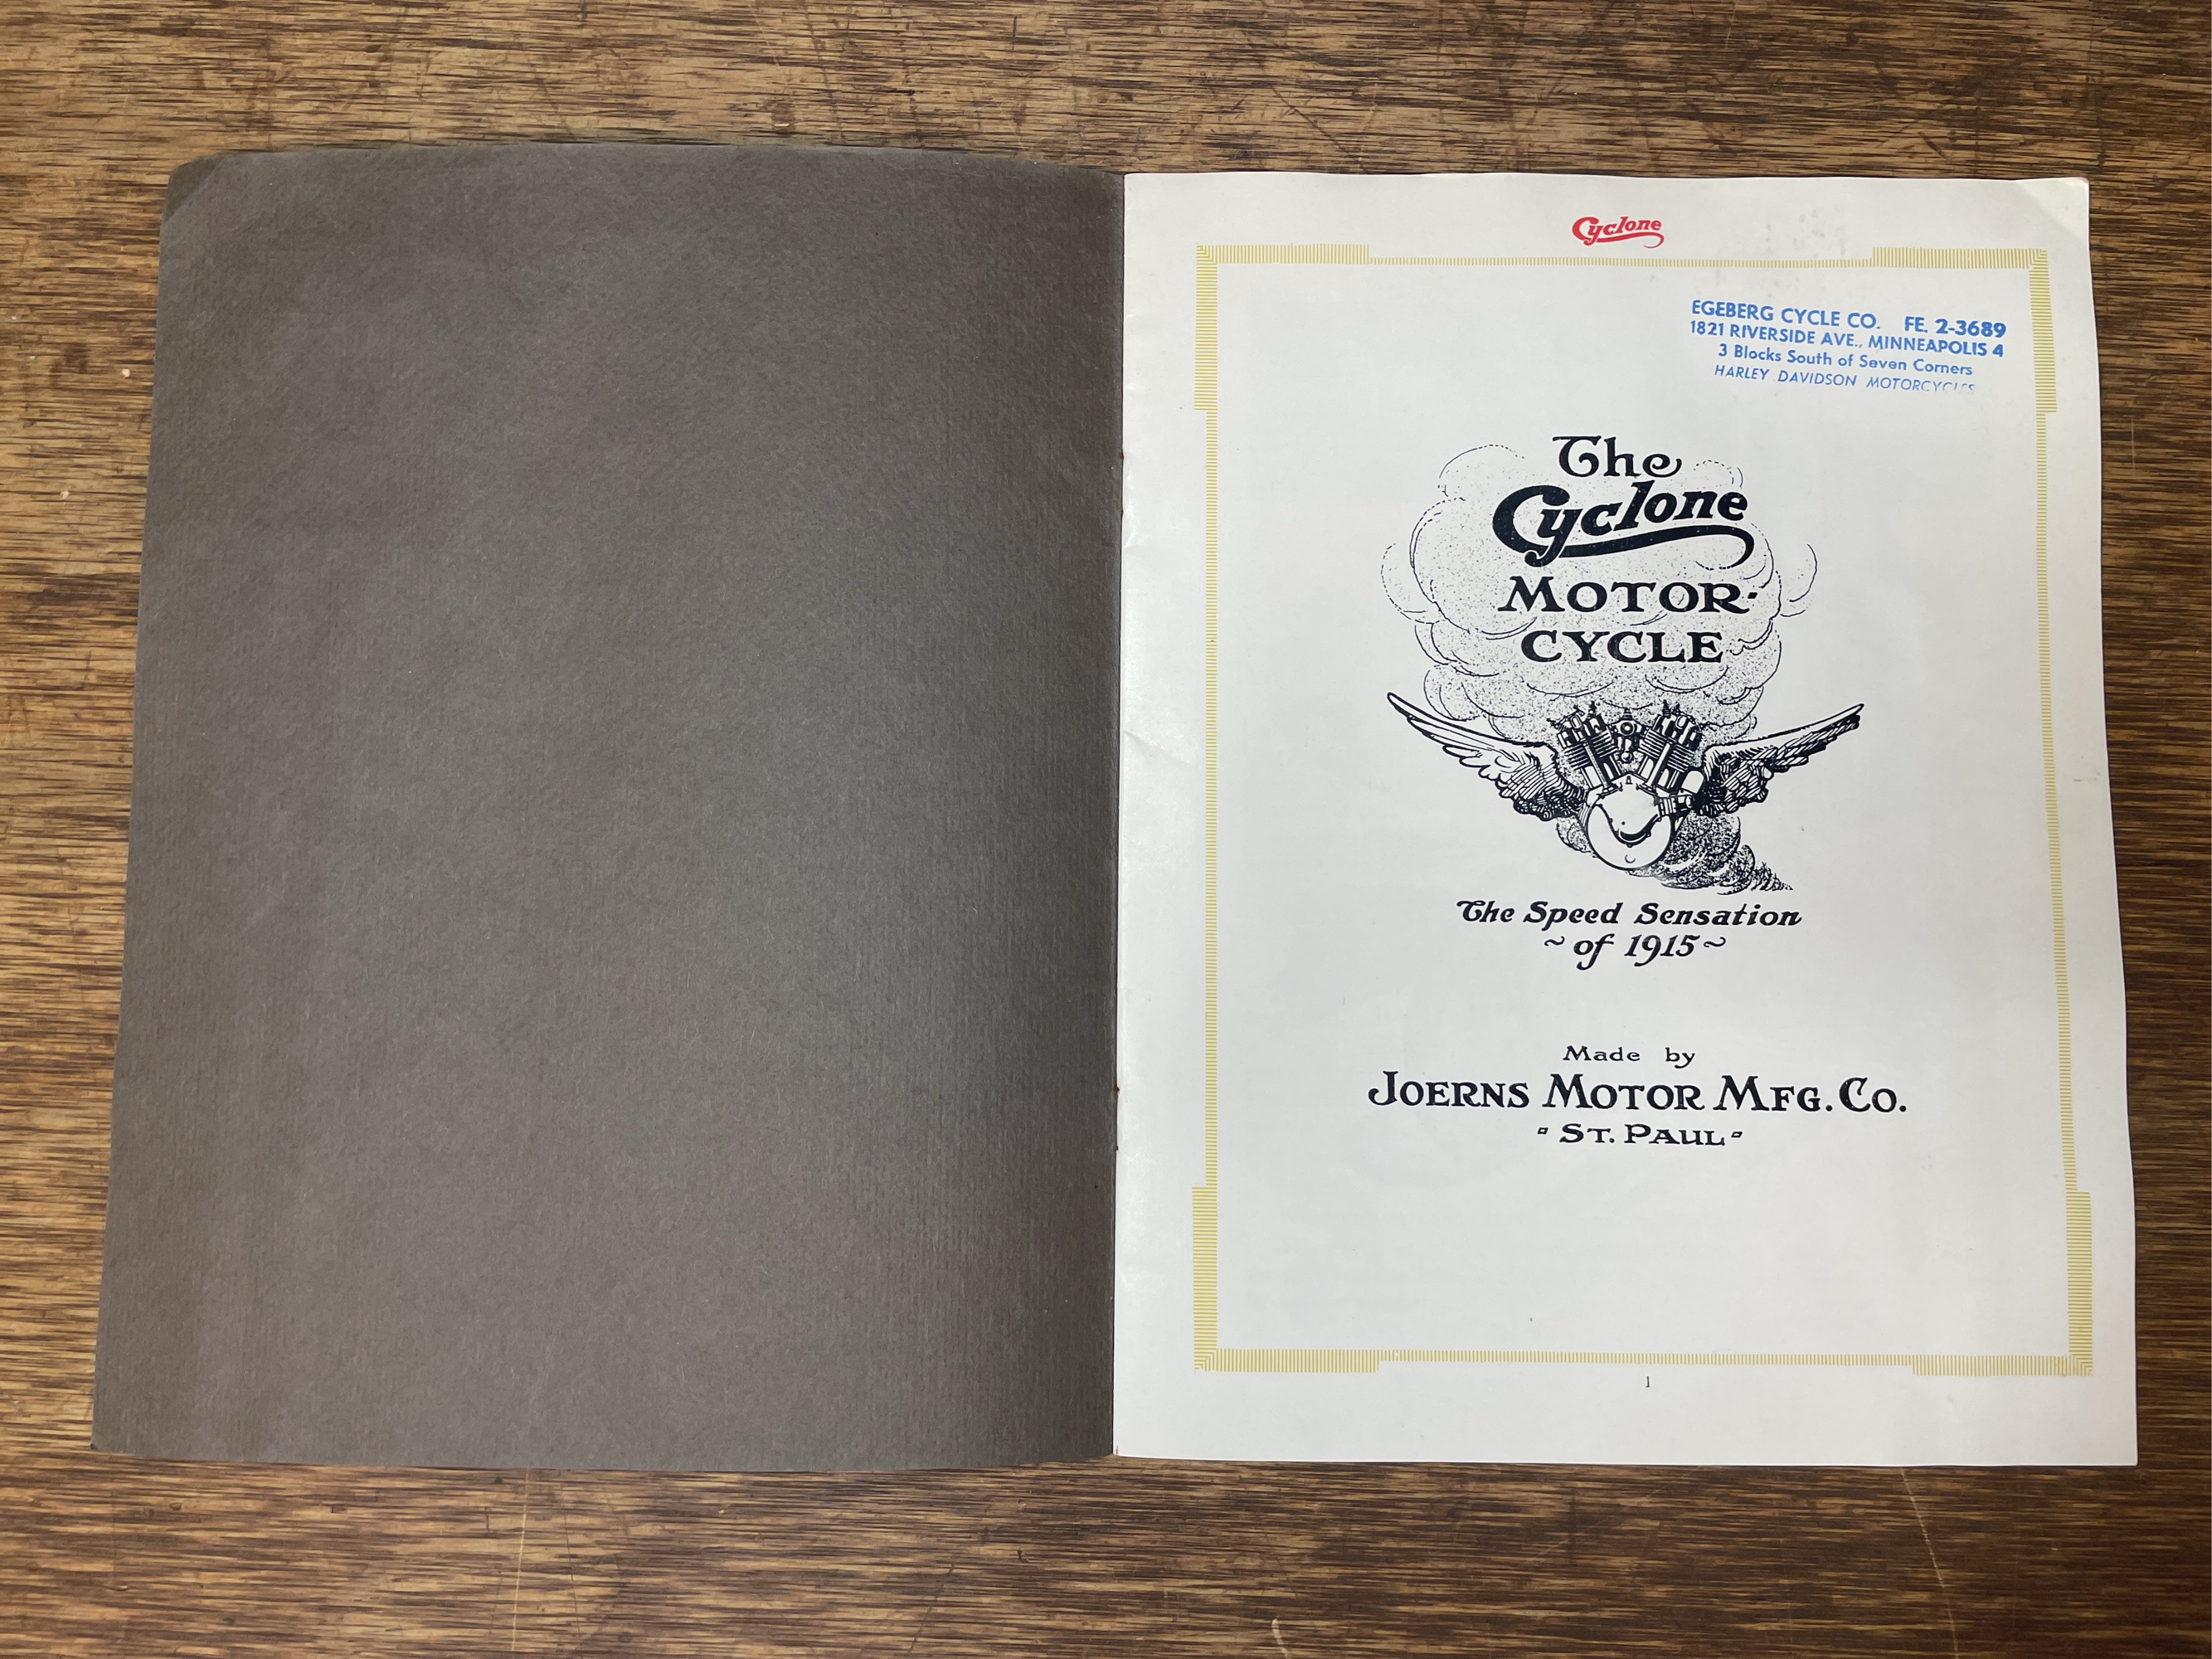 Cyclone
EGEBERG CYCLE CO. FE. 2-3689
1821 RIVERSIDE AVE., MINNEAPOLIS 4
3 Blocks South of Seven Corners
HARLEY DAVIDSON MOTORCYCLES
The
Cyclone
MOTOR-
CYCLE
The Speed Sensation
~ of 1915 ~
Made by
JOERNS MOTOR MFG. CO.
ST. PAUL
1